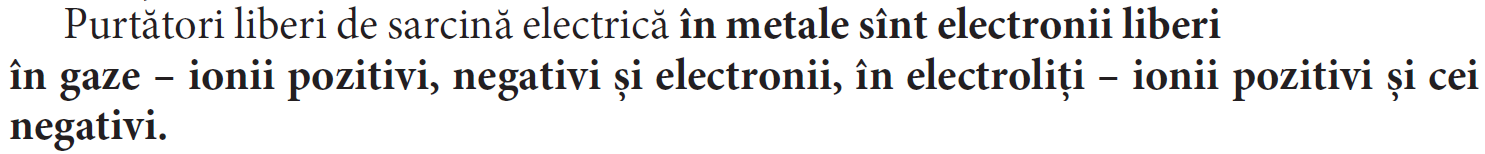 Purtători liberi de sarcină electrică în metale sînt electronii liberi
în gaze – ionii pozitivi, negativi și electronii, în electroliți – ionii pozitivi și cei
negativi.